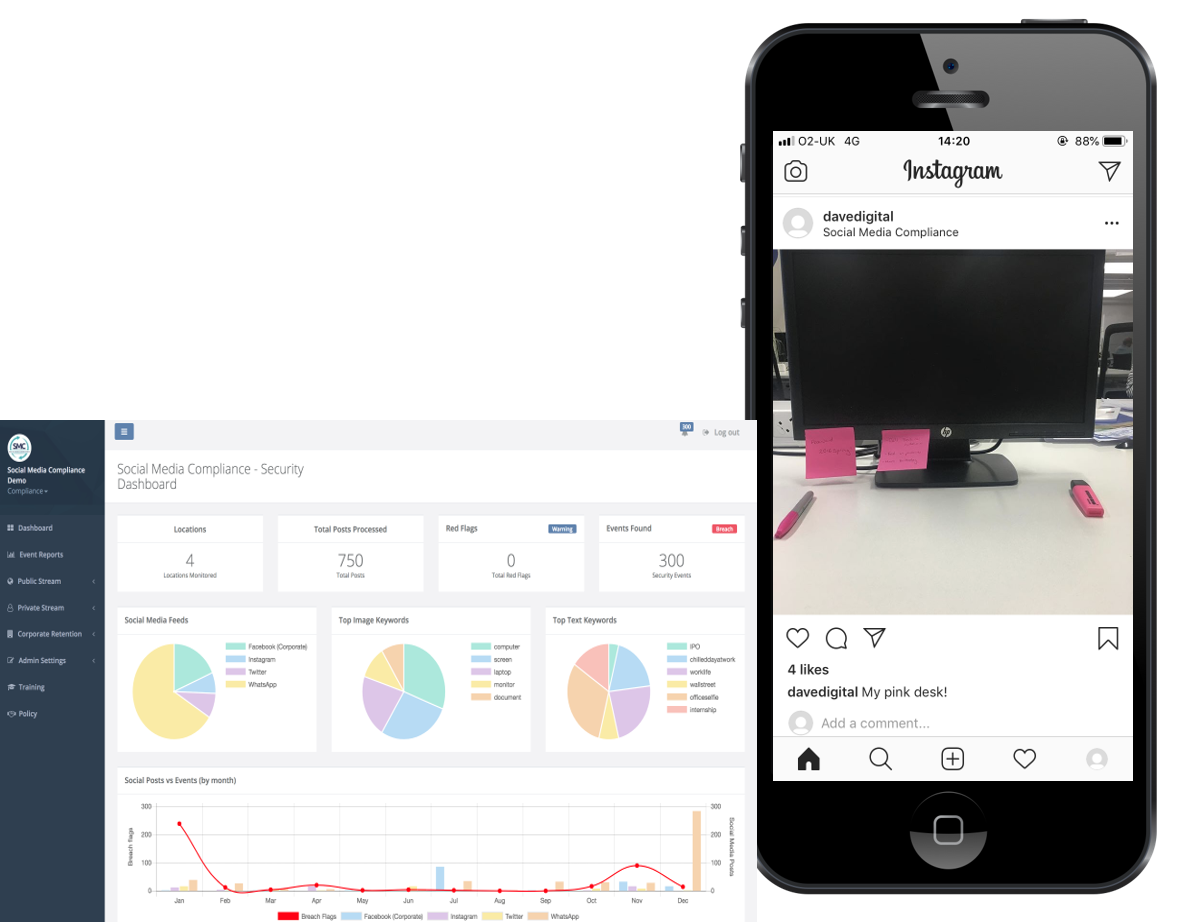 O2-UK 4G 14:20 88%
Instagram
davedigital
Social Media Compliance
hp
4 likes
davedigital My pink desk!
Add a comment...
SMC
Social Media Compliance
Demo
Compliance
Dashboard
Event Reports
Public Stream
Private Stream
Corporate Retention
Admin Settings
Training
Policy
300
Log out
Social Media Compliance - Security
Dashboard
Locations
4
Locations Monitored
Total Posts Processed
750
Total Posts
Red Flags Warning
0
Total Red Flags
Events Found Breach
300
Security Events
Social Media Feeds
Facebook (Corporate)
Instagram
Twitter
WhatsApp
Top Image Keywords
computer
screen
laptop
monitor
document
Top Text Keywords
IPO
chilleddayatwork
worklife
wallstreet
officeselfie
internship
Social Posts vs Events (by month)
Breach flags
300
200
100
0
300
200
100
0
Social Media Posts
Jan Feb Mar Apr May Jun Jul Aug Sep Oct Nov Dec
Breach Flags Facebook (Corporate) Instagram Twitter WhatsApp